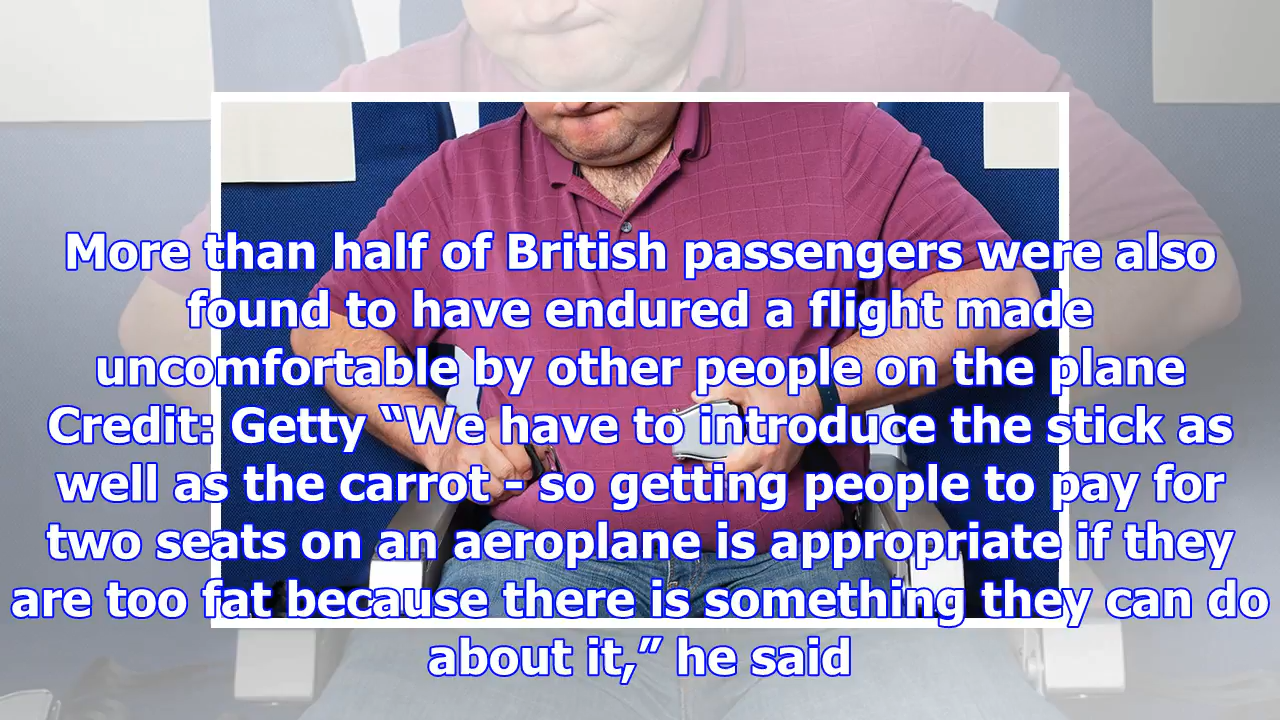 More than half of British passengers were also
found to have endured a flight made
uncomfortable by other people on the plane
Credit: Getty “We have to introduce the stick as
well as the carrot - so getting people to pay for
two seats on an aeroplane is appropriate if they
are too fat because there is something they can do
about it,” he said